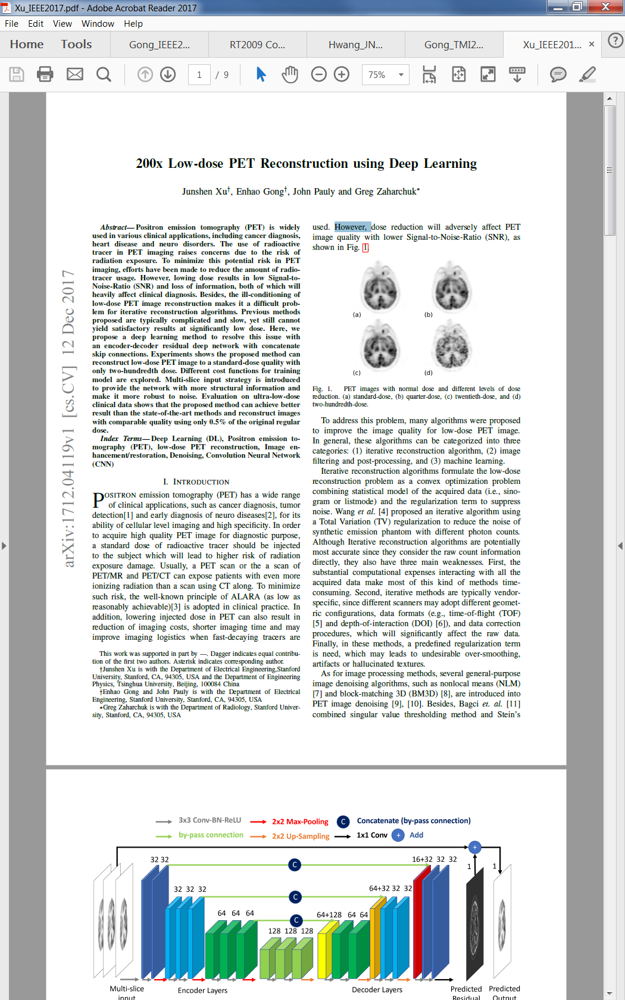 Xu_IEEE2017.pdf - Adobe Acrobat Reader 2017
File Edit View Window Help
Home Tools Gong_IEEE2... RT2009 Co... Hwang_JN... Gong_TMI2... Xu_IEEE201... ×
1 / 9 75%
200x Low-dose PET Reconstruction using Deep Learning
Junshen Xu†, Enhao Gong†, John Pauly and Greg Zaharchuk*
arXiv:1712.04119v1 [cs.CV] 12 Dec 2017
Abstract—Positron emission tomography (PET) is widely
used in various clinical applications, including cancer diagnosis,
heart disease and neuro disorders. The use of radioactive
tracer in PET imaging raises concerns due to the risk of
radiation exposure. To minimize this potential risk in PET
imaging, efforts have been made to reduce the amount of radio-
tracer usage. However, lowing dose results in low Signal-to-
Noise-Ratio (SNR) and loss of information, both of which will
heavily affect clinical diagnosis. Besides, the ill-conditioning of
low-dose PET image reconstruction makes it a difficult prob-
lem for iterative reconstruction algorithms. Previous methods
proposed are typically complicated and slow, yet still cannot
yield satisfactory results at significantly low dose. Here, we
propose a deep learning method to resolve this issue with
an encoder-decoder residual deep network with concatenate
skip connections. Experiments shows the proposed method can
reconstruct low-dose PET image to a standard-dose quality with
only two-hundredth dose. Different cost functions for training
model are explored. Multi-slice input strategy is introduced
to provide the network with more structural information and
make it more robust to noise. Evaluation on ultra-low-dose
clinical data shows that the proposed method can achieve better
result than the state-of-the-art methods and reconstruct images
with comparable quality using only 0.5% of the original regular
dose.
Index Terms—Deep Learning (DL), Positron emission to-
mography (PET), low-dose PET reconstruction, Image en-
hancement/restoration, Denoising, Convolution Neural Network
(CNN)
I. INTRODUCTION
POSITRON emission tomography (PET) has a wide range
of clinical applications, such as cancer diagnosis, tumor
detection[1] and early diagnosis of neuro diseases[2], for its
ability of cellular level imaging and high specificity. In order
to acquire high quality PET image for diagnostic purpose,
a standard dose of radioactive tracer should be injected
to the subject which will lead to higher risk of radiation
exposure damage. Usually, a PET scan or the a scan of
PET/MR and PET/CT can expose patients with even more
ionizing radiation than a scan using CT along. To minimize
such risk, the well-known principle of ALARA (as low as
reasonably achievable)[3] is adopted in clinical practice. In
addition, lowering injected dose in PET can also result in
reduction of imaging costs, shorter imaging time and may
improve imaging logistics when fast-decaying tracers are
This work was supported in part by —. Dagger indicates equal contribu-
tion of the first two authors. Asterisk indicates corresponding author.
†Junshen Xu is with the Department of Electrical Engineering,Stanford
University, Stanford, CA, 94305, USA and the Department of Engineering
Physics, Tsinghua University, Beijing, 100084 China
†Enhao Gong and John Pauly is with the Department of Electrical
Engineering, Stanford University, Stanford, CA, 94305, USA
*Greg Zaharchuk is with the Department of Radiology, Stanford Univer-
sity, Stanford, CA, 94305, USA
used. However, dose reduction will adversely affect PET
image quality with lower Signal-to-Noise-Ratio (SNR), as
shown in Fig. 1.
(a) (b)
(c) (d)
Fig. 1. PET images with normal dose and different levels of dose
reduction. (a) standard-dose, (b) quarter-dose, (c) twentieth-dose, and (d)
two-hundredth-dose.
To address this problem, many algorithms were proposed
to improve the image quality for low-dose PET image.
In general, these algorithms can be categorized into three
categories: (1) iterative reconstruction algorithm, (2) image
filtering and post-processing, and (3) machine learning.
Iterative reconstruction algorithms formulate the low-dose
reconstruction problem as a convex optimization problem
combining statistical model of the acquired data (i.e., sino-
gram or listmode) and the regularization term to suppress
noise. Wang et al. [4] proposed an iterative algorithm using
a Total Variation (TV) regularization to reduce the noise of
synthetic emission phantom with different photon counts.
Although Iterative reconstruction algorithms are potentially
most accurate since they consider the raw count information
directly, they also have three main weaknesses. First, the
substantial computational expenses interacting with all the
acquired data make most of this kind of methods time-
consuming. Second, iterative methods are typically vendor-
specific, since different scanners may adopt different geomet-
ric configurations, data formats (e.g., time-of-flight (TOF)
[5] and depth-of-interaction (DOI) [6]), and data correction
procedures, which will significantly affect the raw data.
Finally, in these methods, a predefined regularization term
is need, which may leads to undesirable over-smoothing,
artifacts or hallucinated textures.
As for image processing methods, several general-purpose
image denoising algorithms, such as nonlocal means (NLM)
[7] and block-matching 3D (BM3D) [8], are introduced into
PET image denoising [9], [10]. Besides, Bagci et. al. [11]
combined singular value thresholding method and Stein's
3x3 Conv-BN-ReLU 2x2 Max-Pooling C Concatenate (by-pass connection)
by-pass connection 2x2 Up-Sampling 1x1 Conv + Add
+
32 32 C 16+32 32 32 1 1
32 32 32 C 64+32 32 32
64 64 64 C 64+128 64 64
128 128 128
Multi-slice input Encoder Layers Decoder Layers Predicted Residual Predicted Output